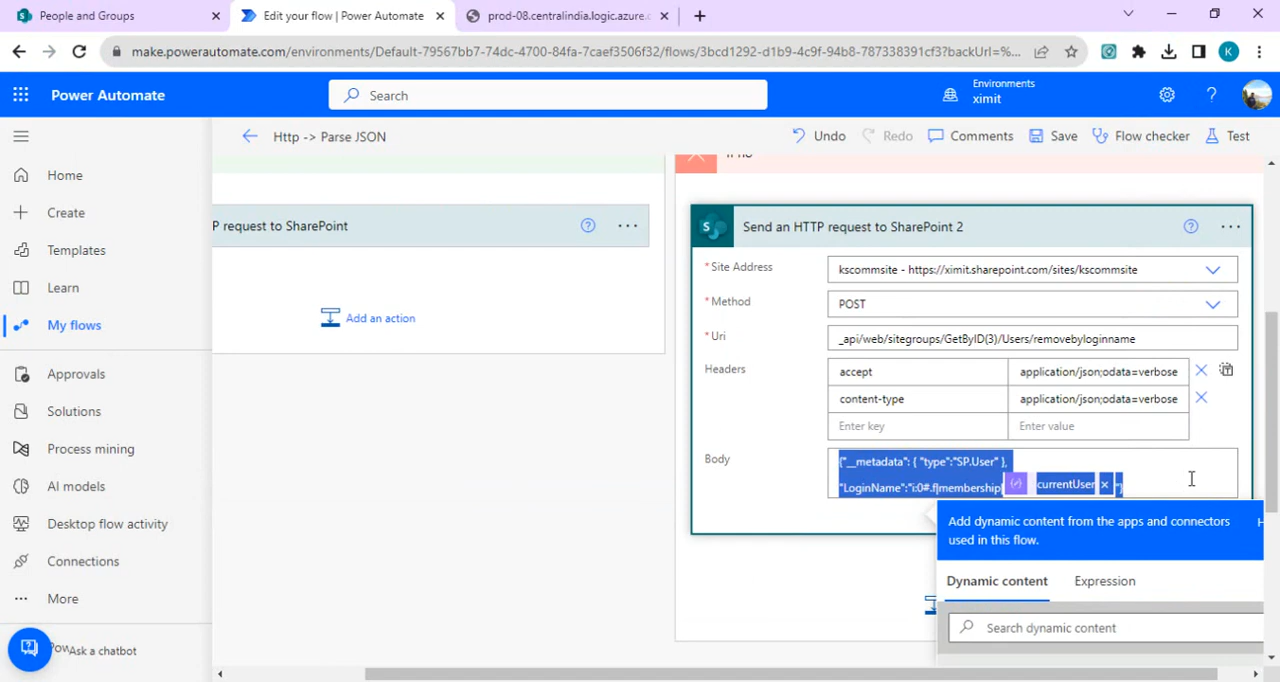 People and Groups
Edit your flow | Power Automate
prod-08.centralindia.logic.azure.c
make.powerautomate.com/environments/Default-79567bb7-74dc-4700-84fa-7caef3506f32/flows/3bcd1292-d1b9-4c9f-94b8-787338391cf3?backUrl=%...
K
Power Automate
Search
Environments
ximit
Http -> Parse JSON
Undo
Redo
Comments
Save
Flow checker
Test
Home
Create
Templates
Learn
My flows
Approvals
Solutions
Process mining
AI models
Desktop flow activity
Connections
More
Ask a chatbot
P request to SharePoint
Add an action
If no
Send an HTTP request to SharePoint 2
* Site Address
kscommsite - https://ximit.sharepoint.com/sites/kscommsite
* Method
POST
* Uri
_api/web/sitegroups/GetByID(3)/Users/removebyloginname
Headers
accept
application/json;odata=verbose
content-type
application/json;odata=verbose
Enter key
Enter value
Body
{"__metadata": { "type":"SP.User" },
"LoginName":"i:0#.f|membership| currentUser × "}
Add dynamic content from the apps and connectors
used in this flow.
Dynamic content
Expression
Search dynamic content